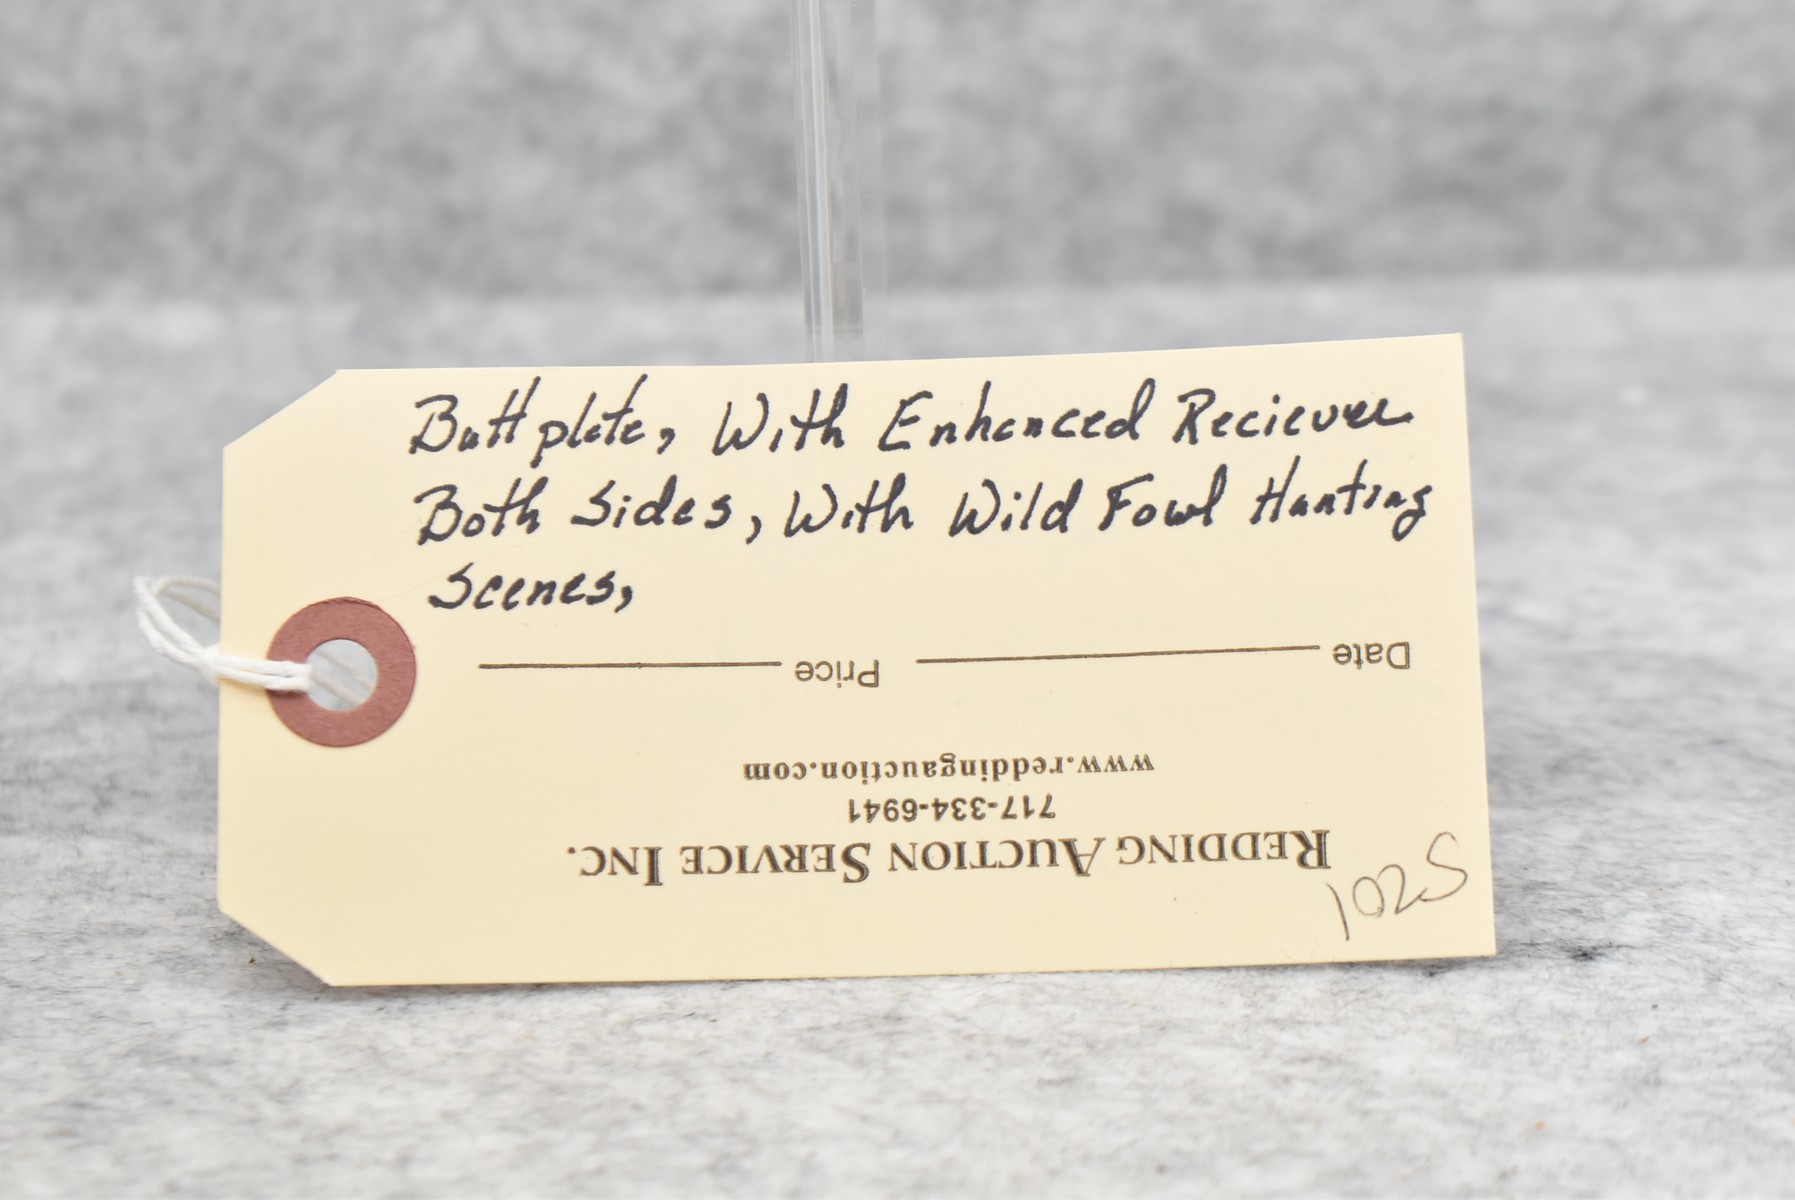 Buttplate, With Enhanced Reciever
Both Sides, With Wild Fowl Hunting
Scenes,
Date Price
www.reddingauction.com
717-334-6941
REDDING AUCTION SERVICE INC.
1025